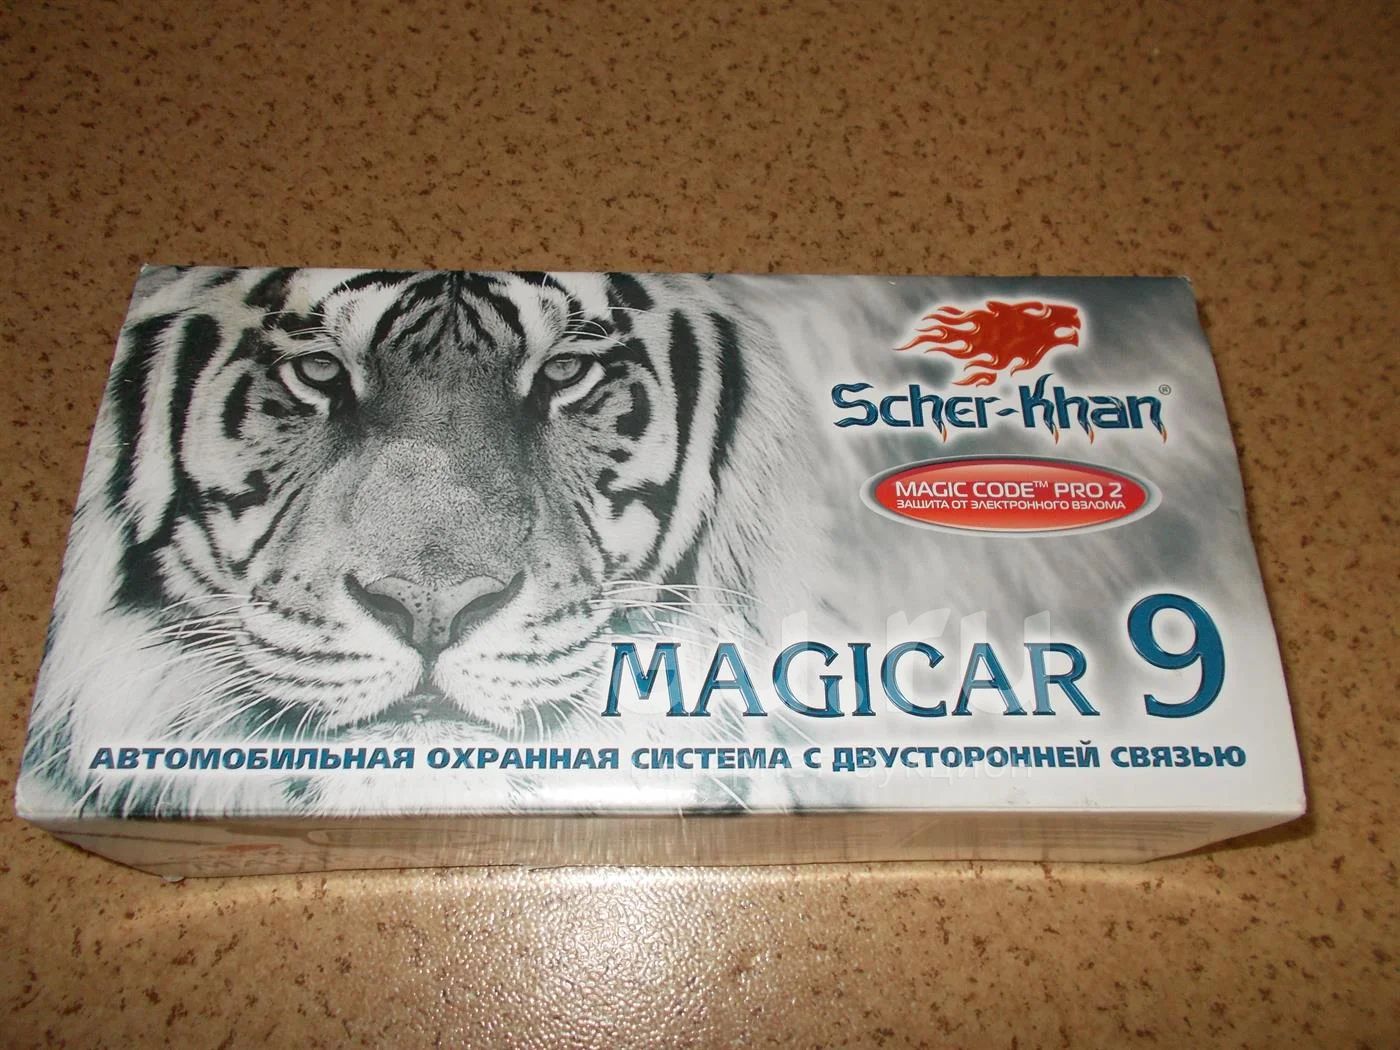 Scher-Khan®
MAGIC CODE™ PRO 2
ЗАЩИТА ОТ ЭЛЕКТРОННОГО ВЗЛОМА
MAGICAR 9
АВТОМОБИЛЬНАЯ ОХРАННАЯ СИСТЕМА С ДВУСТОРОННЕЙ СВЯЗЬЮ